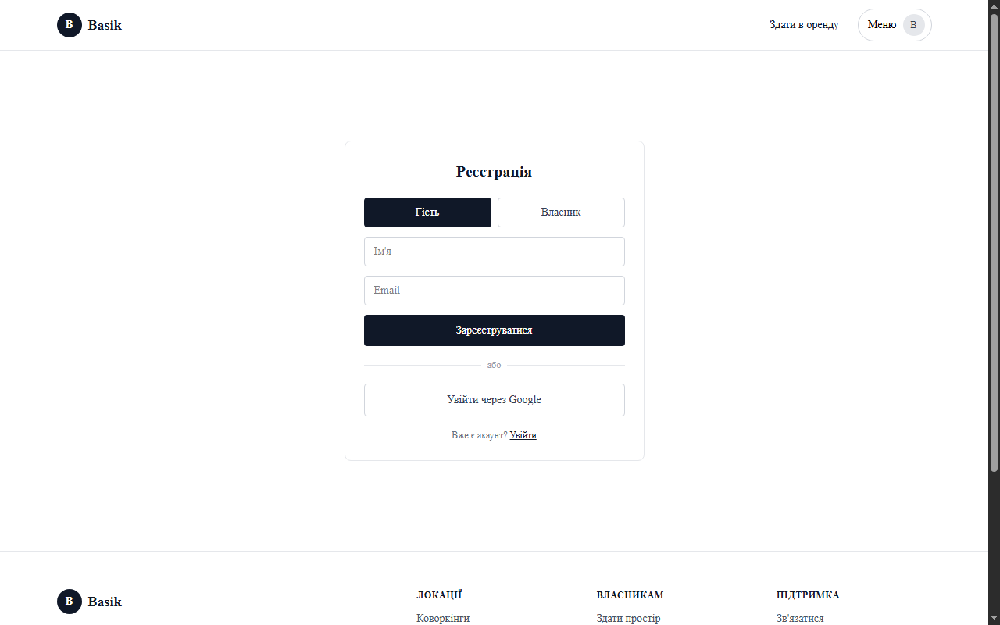 B Basik Здати в оренду Меню B
Реєстрація
Гість Власник
Ім'я
Email
Зареєструватися
або
Увійти через Google
Вже є акаунт? Увійти
B Basik ЛОКАЦІЇ ВЛАСНИКАМ ПІДТРИМКА
Коворкінги Здати простір Зв'язатися